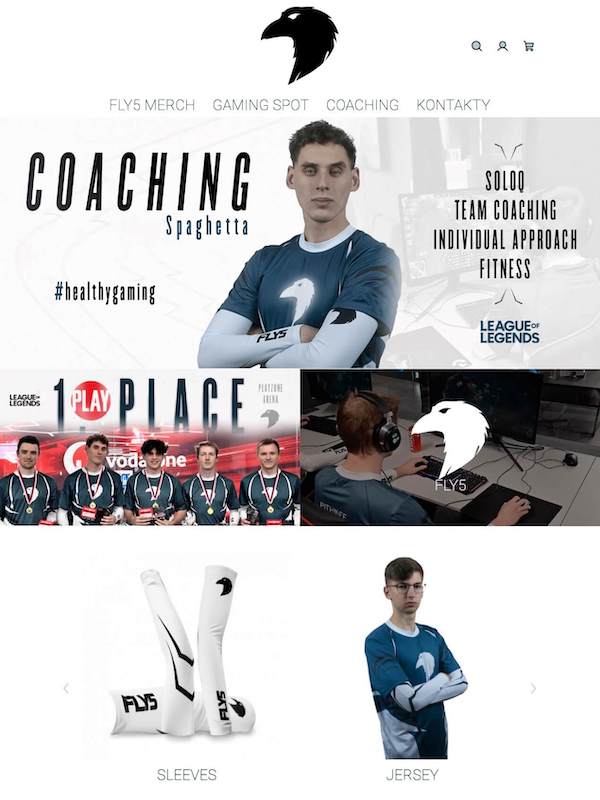 FLY5 MERCH GAMING SPOT COACHING KONTAKTY
COACHING
Spaghetta
#healthygaming
SOLOQ
TEAM COACHING
INDIVIDUAL APPROACH
FITNESS
LEAGUE OF
LEGENDS
FLY5
LEAGUE OF
LEGENDS
1. PLACE
PLAY
PLAYZONE
ARENA
vodafone
FLY5
FLY5
FLY5
SLEEVES
JERSEY